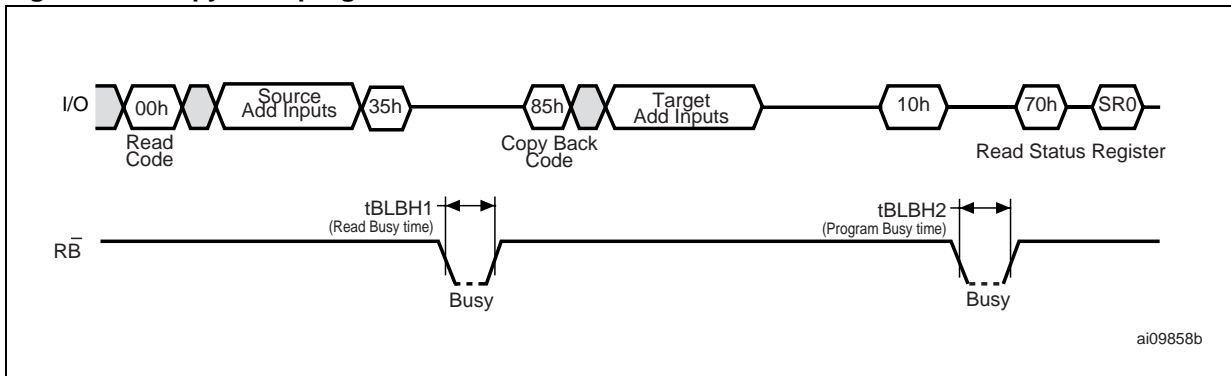 I/O
00h
Source
Add Inputs
35h
85h
Target
Add Inputs
10h
70h
SR0
Read
Code
Copy Back
Code
Read Status Register
tBLBH1
(Read Busy time)
tBLBH2
(Program Busy time)
RB̅
Busy
Busy
ai09858b